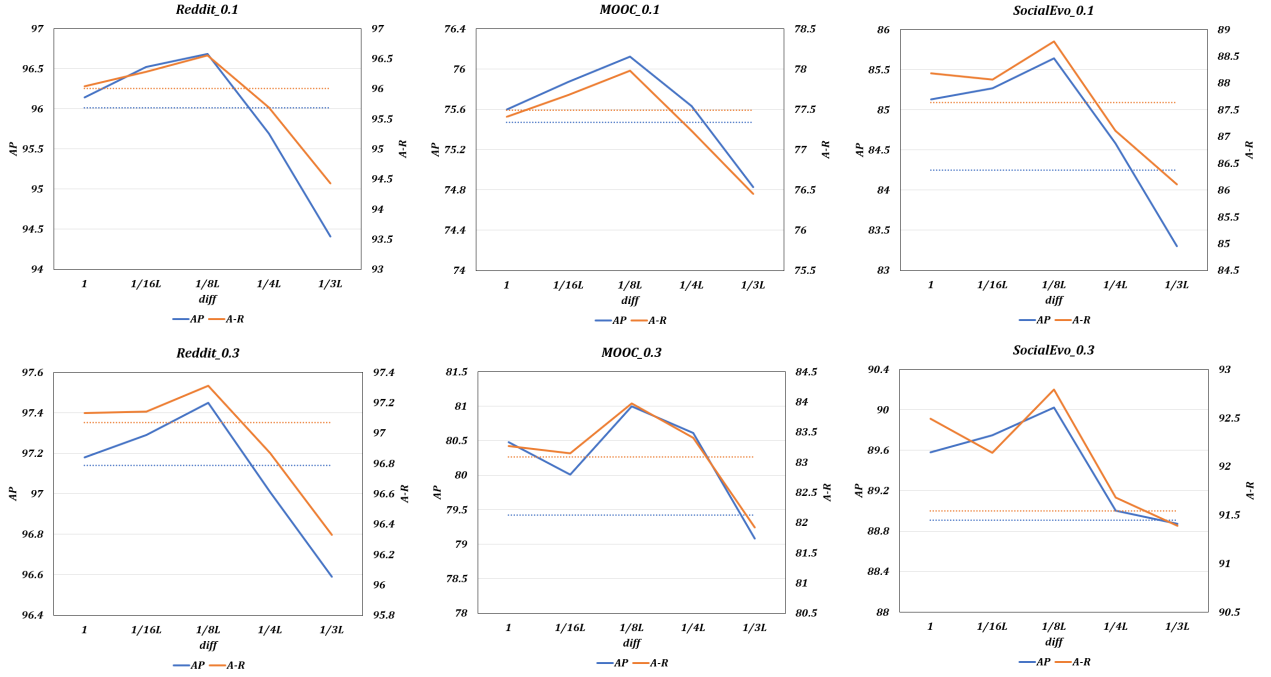 Reddit_0.1
97
96.5
96
95.5
95
94.5
94
AP
97
96.5
96
95.5
95
94.5
94
93.5
93
A-R
1 1/16L 1/8L 1/4L 1/3L
diff
AP A-R
MOOC_0.1
76.4
76
75.6
75.2
74.8
74.4
74
AP
78.5
78
77.5
77
76.5
76
75.5
A-R
1 1/16L 1/8L 1/4L 1/3L
diff
AP A-R
SocialEvo_0.1
86
85.5
85
84.5
84
83.5
83
AP
89
88.5
88
87.5
87
86.5
86
85.5
85
84.5
A-R
1 1/16L 1/8L 1/4L 1/3L
diff
AP A-R
Reddit_0.3
97.6
97.4
97.2
97
96.8
96.6
96.4
AP
97.4
97.2
97
96.8
96.6
96.4
96.2
96
95.8
A-R
1 1/16L 1/8L 1/4L 1/3L
diff
AP A-R
MOOC_0.3
81.5
81
80.5
80
79.5
79
78.5
78
AP
84.5
84
83.5
83
82.5
82
81.5
81
80.5
A-R
1 1/16L 1/8L 1/4L 1/3L
diff
AP A-R
SocialEvo_0.3
90.4
90
89.6
89.2
88.8
88.4
88
AP
93
92.5
92
91.5
91
90.5
A-R
1 1/16L 1/8L 1/4L 1/3L
diff
AP A-R